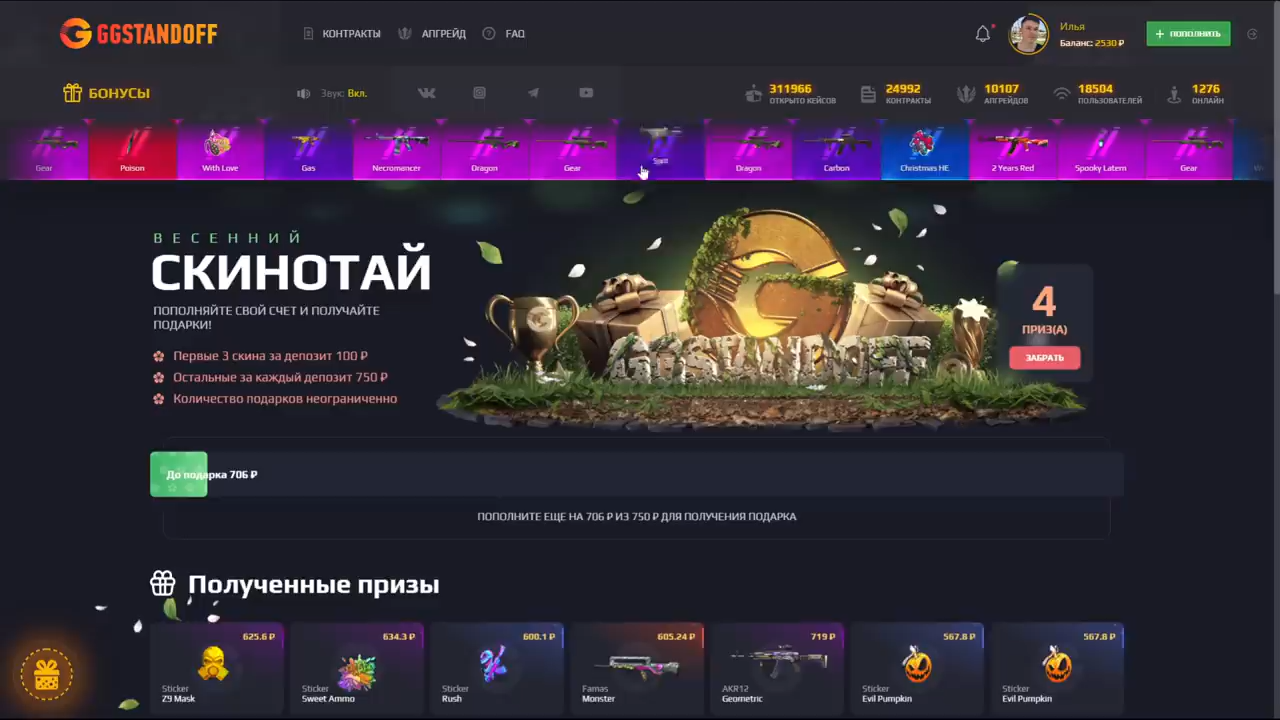 GGSTANDOFF
КОНТРАКТЫ
АПГРЕЙД
FAQ
Илья
Баланс: 2530 ₽
+ ПОПОЛНИТЬ
БОНУСЫ
Звук: Вкл.
311966
ОТКРЫТО КЕЙСОВ
24992
КОНТРАКТЫ
10107
АПГРЕЙДОВ
18504
ПОЛЬЗОВАТЕЛЕЙ
1276
ОНЛАЙН
Gear
Poison
With Love
Gas
Necromancer
Dragon
Gear
Dragon
Carbon
Christmas HE
2 Years Red
Spooky Latern
Gear
ВЕСЕННИЙ
СКИНОТАЙ
ПОПОЛНЯЙТЕ СВОЙ СЧЕТ И ПОЛУЧАЙТЕ
ПОДАРКИ!
Первые 3 скина за депозит 100 ₽
Остальные за каждый депозит 750 ₽
Количество подарков неограниченно
GGSTANDOFF
4
ПРИЗ(А)
ЗАБРАТЬ
До подарка 706 ₽
ПОПОЛНИТЕ ЕЩЕ НА 706 ₽ ИЗ 750 ₽ ДЛЯ ПОЛУЧЕНИЯ ПОДАРКА
Полученные призы
625.6 ₽
Sticker
Z9 Mask
634.3 ₽
Sticker
Sweet Ammo
600.1 ₽
Sticker
Rush
605.24 ₽
Famas
Monster
719 ₽
AKR12
Geometric
567.8 ₽
Sticker
Evil Pumpkin
567.8 ₽
Sticker
Evil Pumpkin